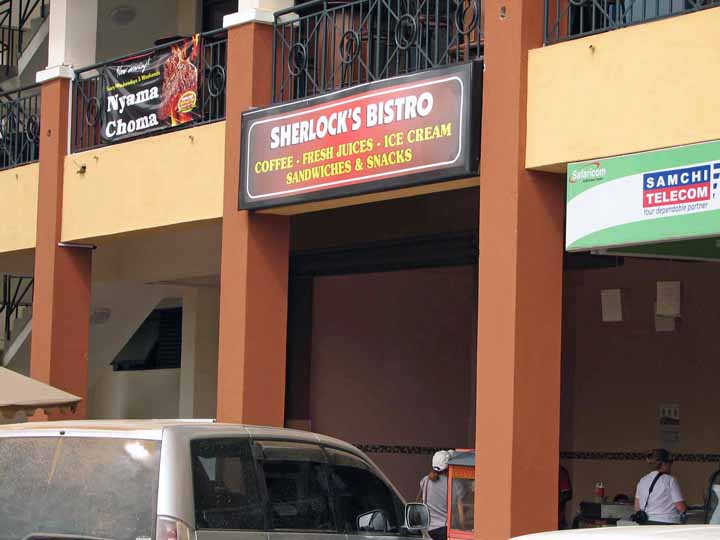 Nyama
Choma
SHERLOCK'S BISTRO
COFFEE - FRESH JUICES - ICE CREAM
SANDWICHES & SNACKS
Safaricom
SAMCHI
TELECOM
Your dependable partner